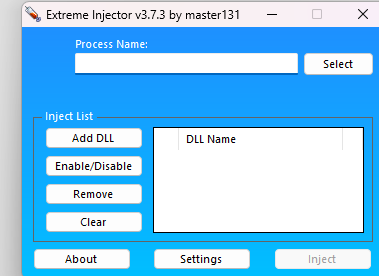 Extreme Injector v3.7.3 by master131
Process Name:
Select
Inject List
Add DLL
DLL Name
Enable/Disable
Remove
Clear
About Settings Inject